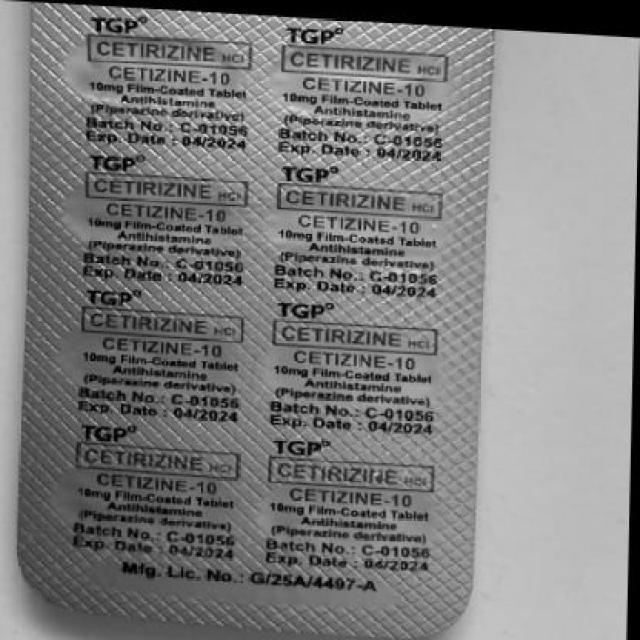 TGP®
CETIRIZINE HCl
CETIZINE-10
10mg Film-Coated Tablet
Antihistamine
(Piperazine derivative)
Batch No.: C-01056
Exp. Date : 04/2024
TGP®
CETIRIZINE HCl
CETIZINE-10
10mg Film-Coated Tablet
Antihistamine
(Piperazine derivative)
Batch No.: C-01056
Exp. Date : 04/2024
TGP®
CETIRIZINE HCl
CETIZINE-10
10mg Film-Coated Tablet
Antihistamine
(Piperazine derivative)
Batch No.: C-01056
Exp. Date : 04/2024
TGP®
CETIRIZINE HCl
CETIZINE-10
10mg Film-Coated Tablet
Antihistamine
(Piperazine derivative)
Batch No.: C-01056
Exp. Date : 04/2024
TGP®
CETIRIZINE HCl
CETIZINE-10
10mg Film-Coated Tablet
Antihistamine
(Piperazine derivative)
Batch No.: C-01056
Exp. Date : 04/2024
TGP®
CETIRIZINE HCl
CETIZINE-10
10mg Film-Coated Tablet
Antihistamine
(Piperazine derivative)
Batch No.: C-01056
Exp. Date : 04/2024
TGP®
CETIRIZINE HCl
CETIZINE-10
10mg Film-Coated Tablet
Antihistamine
(Piperazine derivative)
Batch No.: C-01056
Exp. Date : 04/2024
TGP®
CETIRIZINE HCl
CETIZINE-10
10mg Film-Coated Tablet
Antihistamine
(Piperazine derivative)
Batch No.: C-01056
Exp. Date : 04/2024
Mfg. Lic. No.: G/25A/4497-A